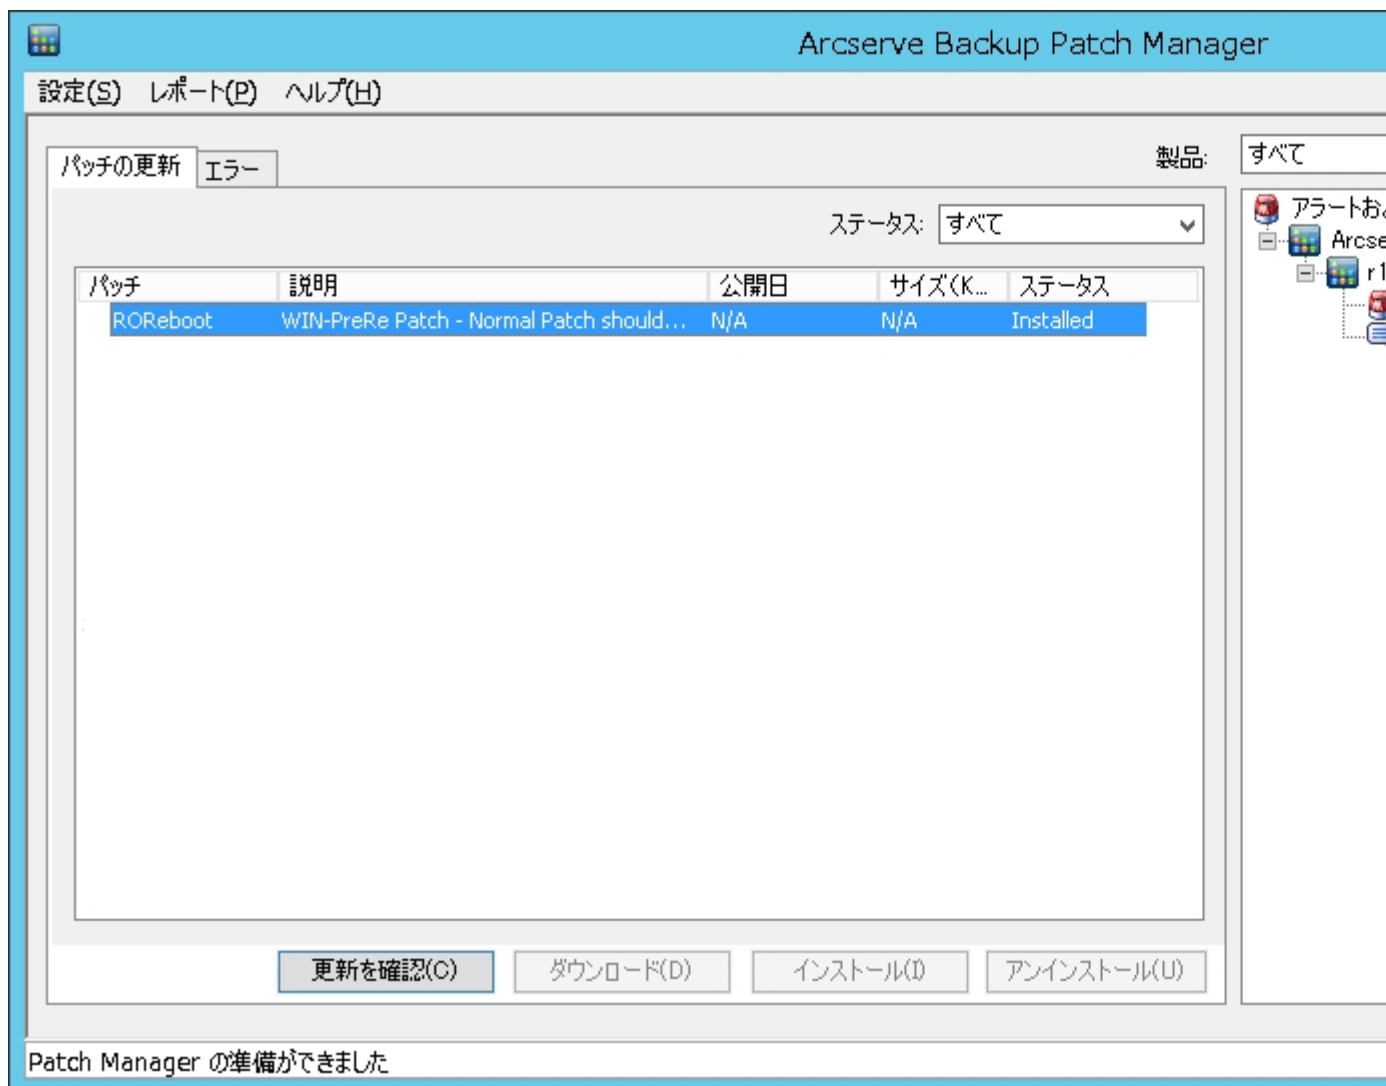 Arcserve Backup Patch Manager
設定(S) レポート(P) ヘルプ(H)
パッチの更新 エラー
製品: すべて
ステータス: すべて
パッチ 説明 公開日 サイズ(K... ステータス
ROReboot WIN-PreRe Patch - Normal Patch should... N/A N/A Installed
アラートお
Arcse
r1
更新を確認(C) ダウンロード(D) インストール(I) アンインストール(U)
Patch Manager の準備ができました